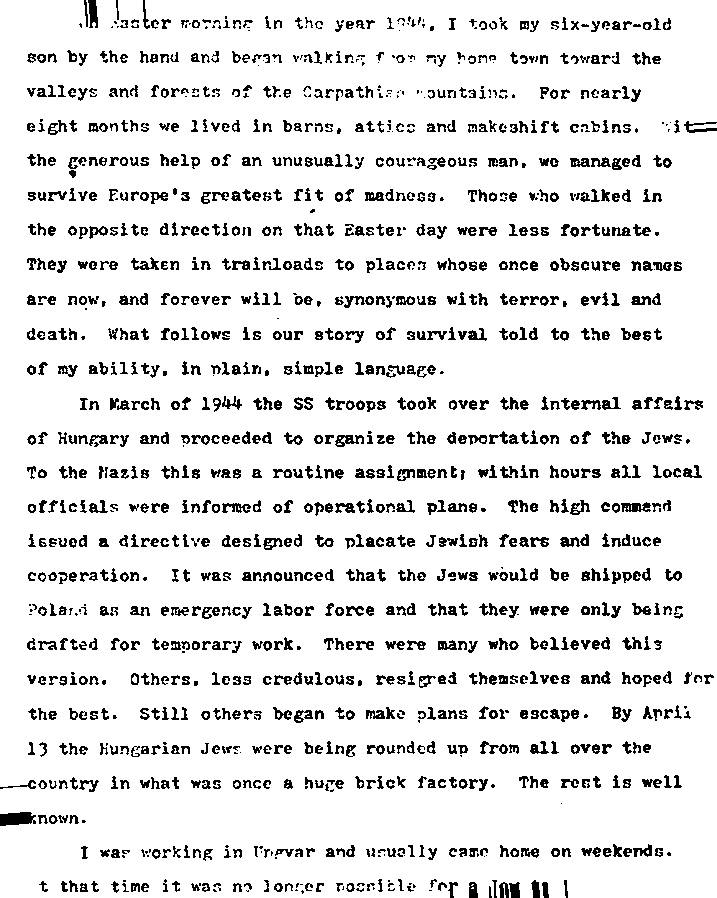 Easter morning in the year 1944, I took my six-year-old
son by the hand and began walking from my home town toward the
valleys and forests of the Carpathian Mountains. For nearly
eight months we lived in barns, attics and makeshift cabins.
the generous help of an unusually courageous man, we managed to
survive Europe's greatest fit of madness. Those who walked in
the opposite direction on that Easter day were less fortunate.
They were taken in trainloads to places whose once obscure names
are now, and forever will be, synonymous with terror, evil and
death. What follows is our story of survival told to the best
of my ability, in plain, simple language.
In March of 1944 the SS troops took over the internal affairs
of Hungary and proceeded to organize the deportation of the Jews.
To the Nazis this was a routine assignment; within hours all local
officials were informed of operational plans. The high command
issued a directive designed to placate Jewish fears and induce
cooperation. It was announced that the Jews would be shipped to
Poland as an emergency labor force and that they were only being
drafted for temporary work. There were many who believed this
version. Others, less credulous, resigned themselves and hoped for
the best. Still others began to make plans for escape. By April
13 the Hungarian Jews were being rounded up from all over the
country in what was once a huge brick factory. The rest is well
known.
I was working in Ungvar and usually came home on weekends.
t that time it was no longer possible for a Jew to